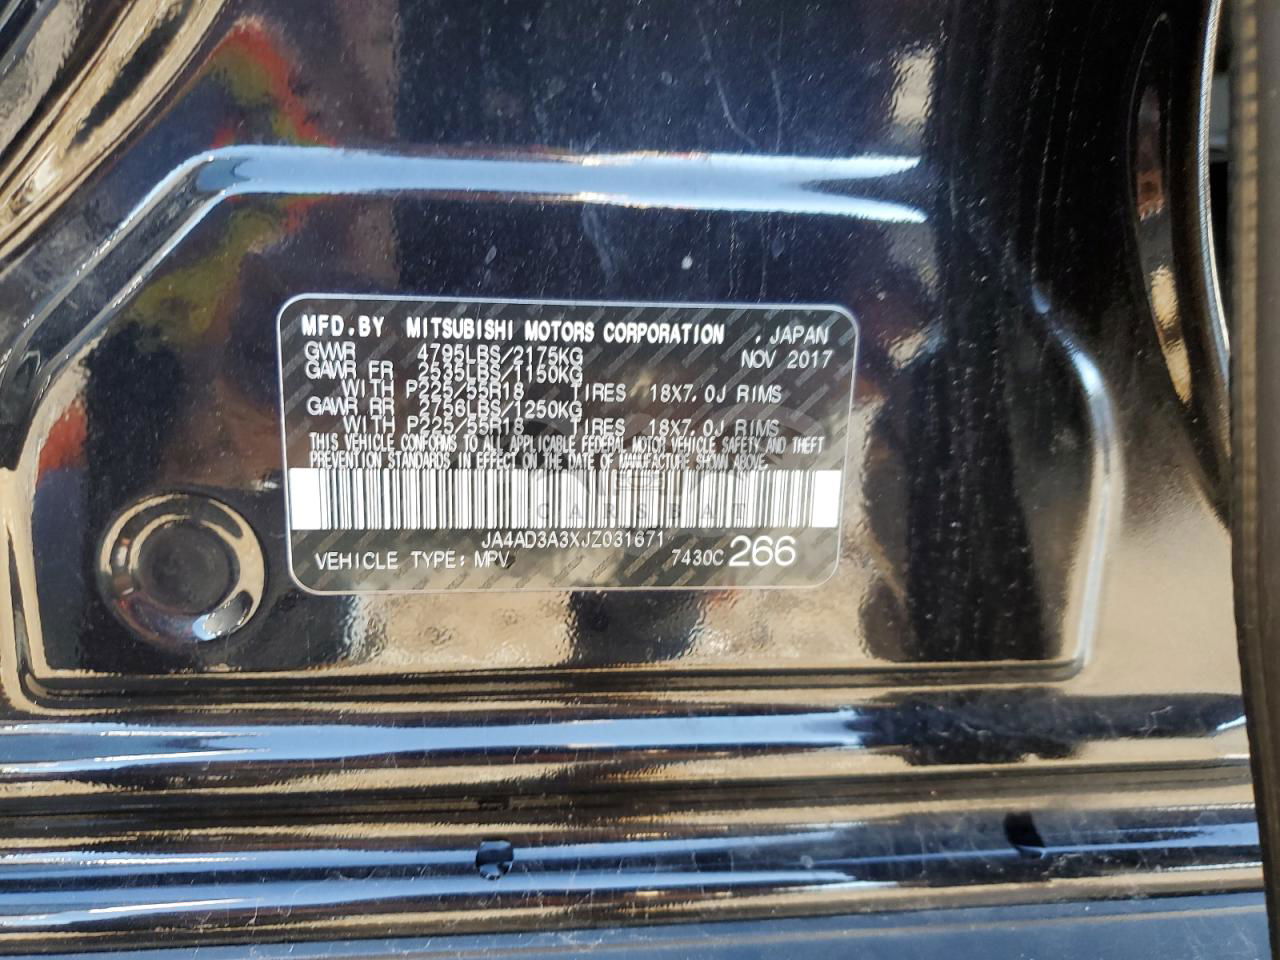 MFD.BY MITSUBISHI MOTORS CORPORATION , JAPAN
GVWR 4795LBS/2175KG NOV 2017
GAWR FR 2535LBS/1150KG
WITH P225/55R18 TIRES 18X7.0J RIMS
GAWR RR 2756LBS/1250KG
WITH P225/55R18 TIRES 18X7.0J RIMS
THIS VEHICLE CONFORMS TO ALL APPLICABLE FEDERAL MOTOR VEHICLE SAFETY AND THEFT
PREVENTION STANDARDS IN EFFECT ON THE DATE OF MANUFACTURE SHOWN ABOVE.
CARSBAT
JA4AD3A3XJZ031671
VEHICLE TYPE: MPV 7430C 266